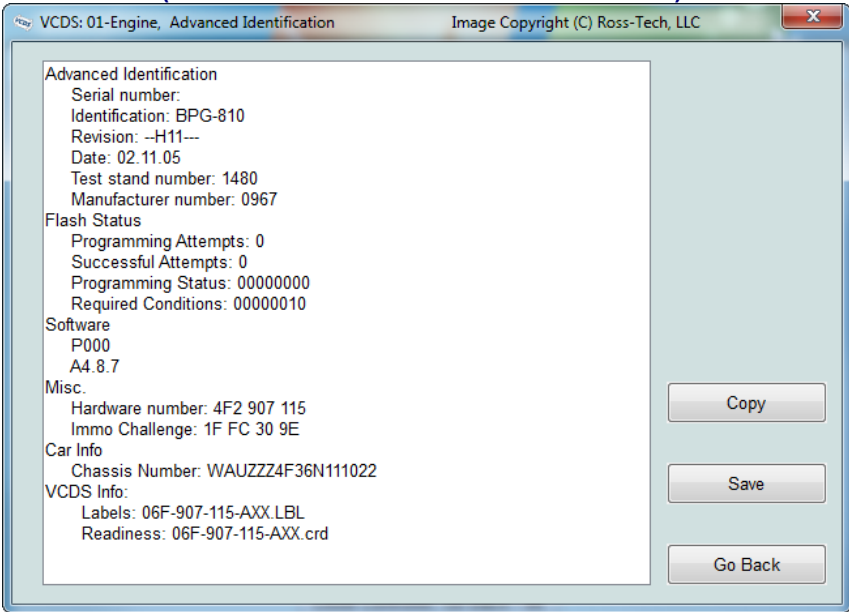 VCDS: 01-Engine, Advanced Identification Image Copyright (C) Ross-Tech, LLC
Advanced Identification
Serial number:
Identification: BPG-810
Revision: --H11---
Date: 02.11.05
Test stand number: 1480
Manufacturer number: 0967
Flash Status
Programming Attempts: 0
Successful Attempts: 0
Programming Status: 00000000
Required Conditions: 00000010
Software
P000
A4.8.7
Misc.
Hardware number: 4F2 907 115
Immo Challenge: 1F FC 30 9E
Car Info
Chassis Number: WAUZZZ4F36N111022
VCDS Info:
Labels: 06F-907-115-AXX.LBL
Readiness: 06F-907-115-AXX.crd
Copy
Save
Go Back